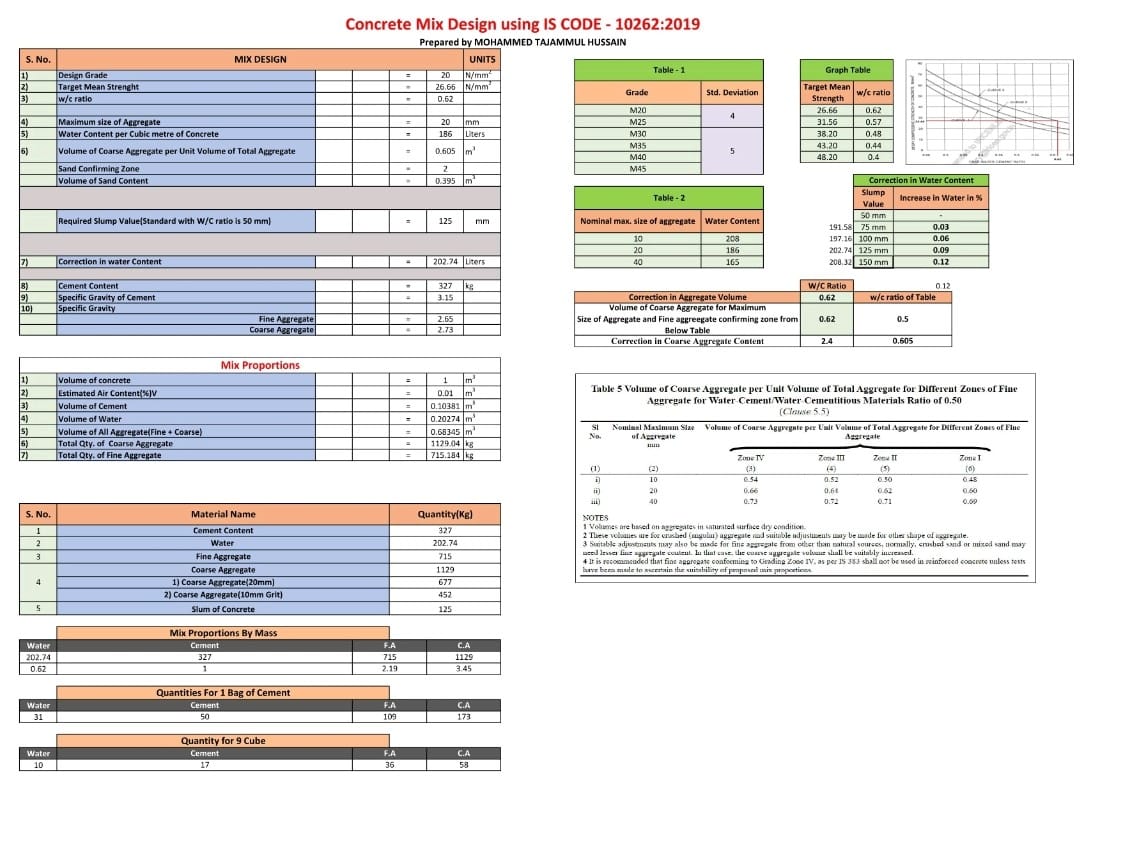 Concrete Mix Design using IS CODE - 10262:2019
Prepared by MOHAMMED TAJAMMUL HUSSAIN
S. No. MIX DESIGN UNITS
1) Design Grade = 20 N/mm²
2) Target Mean Strenght = 26.66 N/mm²
3) w/c ratio = 0.62
4) Maximum size of Aggregate = 20 mm
5) Water Content per Cubic metre of Concrete = 186 Liters
6) Volume of Coarse Aggregate per Unit Volume of Total Aggregate = 0.605 m³
Sand Confirming Zone = 2
Volume of Sand Content = 0.395 m³
Required Slump Value(Standard with W/C ratio is 50 mm) = 125 mm
7) Correction in water Content = 202.74 Liters
8) Cement Content = 327 kg
9) Specific Gravity of Cement = 3.15
10) Specific Gravity
Fine Aggregate = 2.65
Coarse Aggregate = 2.73
Mix Proportions
1) Volume of concrete = 1 m³
2) Estimated Air Content(%)V = 0.01 m³
3) Volume of Cement = 0.10381 m³
4) Volume of Water = 0.20274 m³
5) Volume of All Aggregate(Fine + Coarse) = 0.68345 m³
6) Total Qty. of Coarse Aggregate = 1129.04 kg
7) Total Qty. of Fine Aggregate = 715.184 kg
S. No. Material Name Quantity(Kg)
1 Cement Content 327
2 Water 202.74
3 Fine Aggregate 715
4 Coarse Aggregate 1129
1) Coarse Aggregate(20mm) 677
2) Coarse Aggregate(10mm Grit) 452
5 Slum of Concrete 125
Mix Proportions By Mass
Water Cement F.A C.A
202.74 327 715 1129
0.62 1 2.19 3.45
Quantities For 1 Bag of Cement
Water Cement F.A C.A
31 50 109 173
Quantity for 9 Cube
Water Cement F.A C.A
10 17 36 58
Table - 1
Grade Std. Deviation
M20
M25 4
M30
M35
M40 5
M45
Graph Table
Target Mean Strength w/c ratio
26.66 0.62
31.56 0.57
38.20 0.48
43.20 0.44
48.20 0.4
Table - 2
Nominal max. size of aggregate Water Content
10 208
20 186
40 165
Correction in Water Content
Slump Value Increase in Water in %
50 mm -
191.58 75 mm 0.03
197.16 100 mm 0.06
202.74 125 mm 0.09
208.32 150 mm 0.12
W/C Ratio 0.12
Correction in Aggregate Volume 0.62 w/c ratio of Table
Volume of Coarse Aggregate for Maximum
Size of Aggregate and Fine aggreegate confirming zone from 0.62 0.5
Below Table
Correction in Coarse Aggregate Content 2.4 0.605
Table 5 Volume of Coarse Aggregate per Unit Volume of Total Aggregate for Different Zones of Fine
Aggregate for Water-Cement/Water-Cementitious Materials Ratio of 0.50
(Clause 5.5)
Sl No. Nominal Maximum Size of Aggregate mm Volume of Coarse Aggregate per Unit Volume of Total Aggregate for Different Zones of Fine Aggregate
Zone IV Zone III Zone II Zone I
(1) (2) (3) (4) (5) (6)
i) 10 0.54 0.52 0.50 0.48
ii) 20 0.66 0.64 0.62 0.60
iii) 40 0.73 0.72 0.71 0.69
NOTES
1 Volumes are based on aggregates in saturated surface dry condition.
2 These volumes are for crushed (angular) aggregate and suitable adjustments may be made for other shape of aggregate.
3 Suitable adjustments may also be made for fine aggregate from other than natural sources, normally, crushed sand or mixed sand may
need lesser fine aggregate content. In that case, the coarse aggregate volume shall be suitably increased.
4 It is recommended that fine aggregate conforming to Grading Zone IV, as per IS 383 shall not be used in reinforced concrete unless tests
have been made to ascertain the suitability of proposed mix proportions.